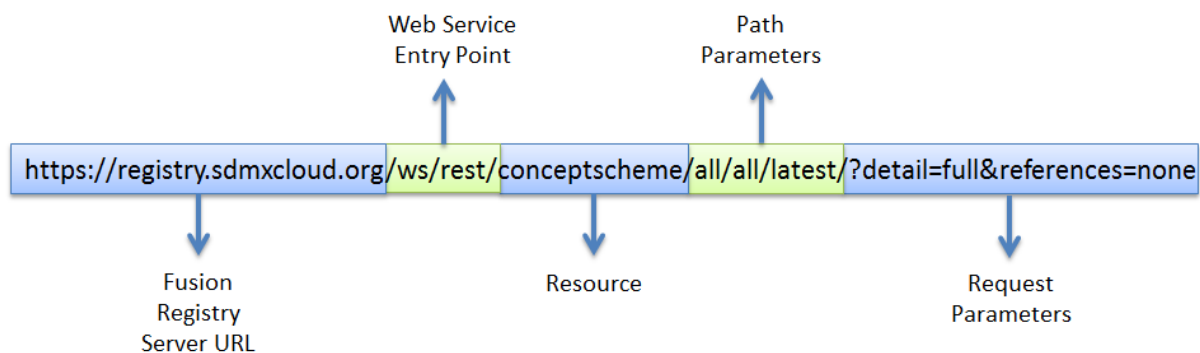 Web Service
Entry Point
Path
Parameters
https://registry.sdmxcloud.org/ws/rest/conceptscheme/all/all/latest/?detail=full&references=none
Fusion
Registry
Server URL
Resource
Request
Parameters